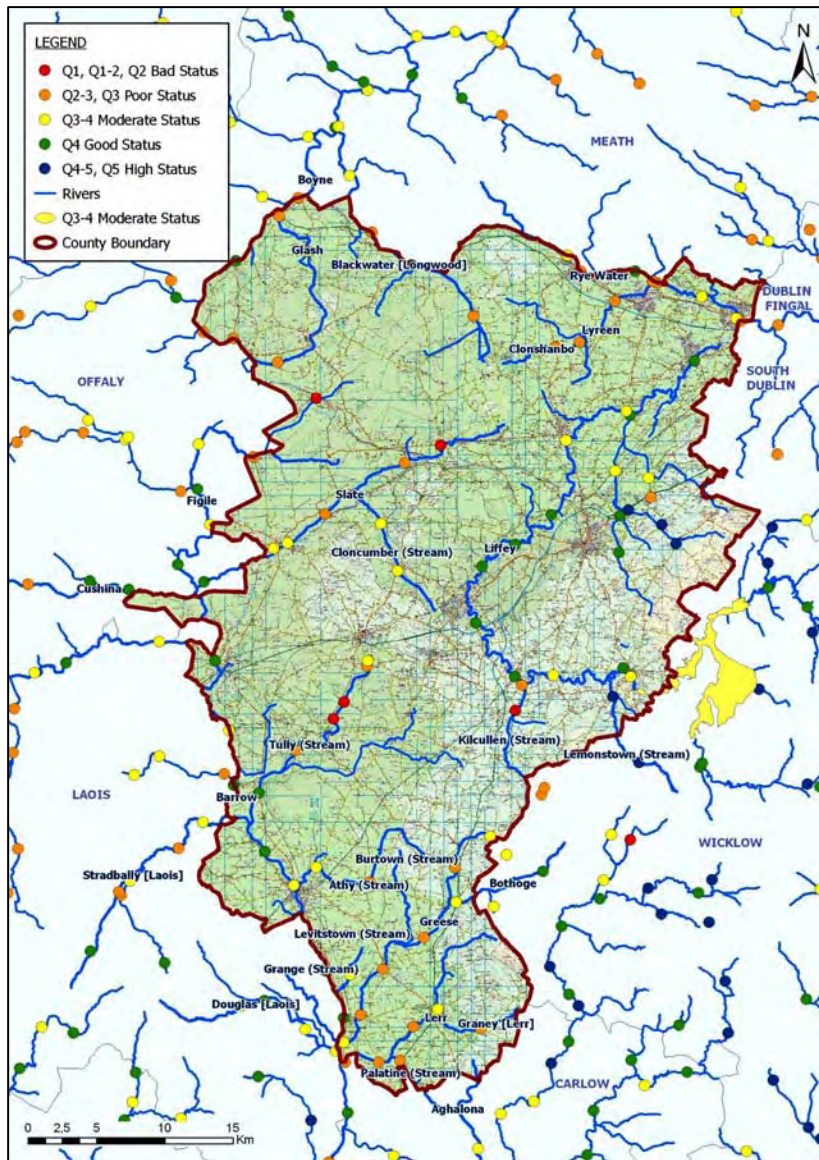 LEGEND
Q1, Q1-2, Q2 Bad Status
Q2-3, Q3 Poor Status
Q3-4 Moderate Status
Q4 Good Status
Q4-5, Q5 High Status
Rivers
Q3-4 Moderate Status
County Boundary
N
MEATH
Boyne
Glash
Blackwater [Longwood]
Rye Water
DUBLIN
FINGAL
Lyreen
Clonshanbo
SOUTH
DUBLIN
OFFALY
Figile
Slate
Cloncumber (Stream)
Liffey
Cushina
Tully (Stream)
Kilcullen (Stream)
Lemonstown (Stream)
LAOIS
Barrow
WICKLOW
Stradbally [Laois]
Burtown (Stream)
Athy (Stream)
Bothoge
Greese
Levitstown (Stream)
Grange (Stream)
Douglas [Laois]
Lerr
Graney [Lerr]
Palatine (Stream)
CARLOW
Aghalona
0 2,5 5 10 15
Km